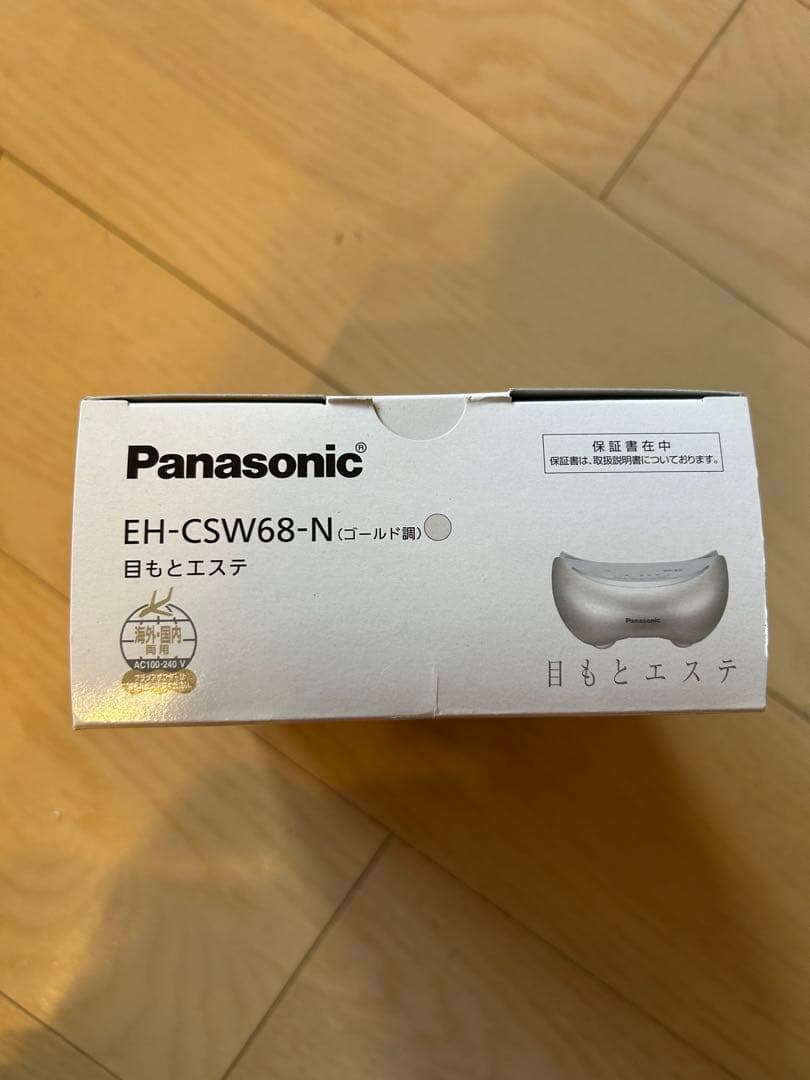 Panasonic®
保証書在中
保証書は、取扱説明書についております。
EH-CSW68-N(ゴールド調)
目もとエステ
海外・国内
両用
AC100-240 V
Panasonic
目もとエステ